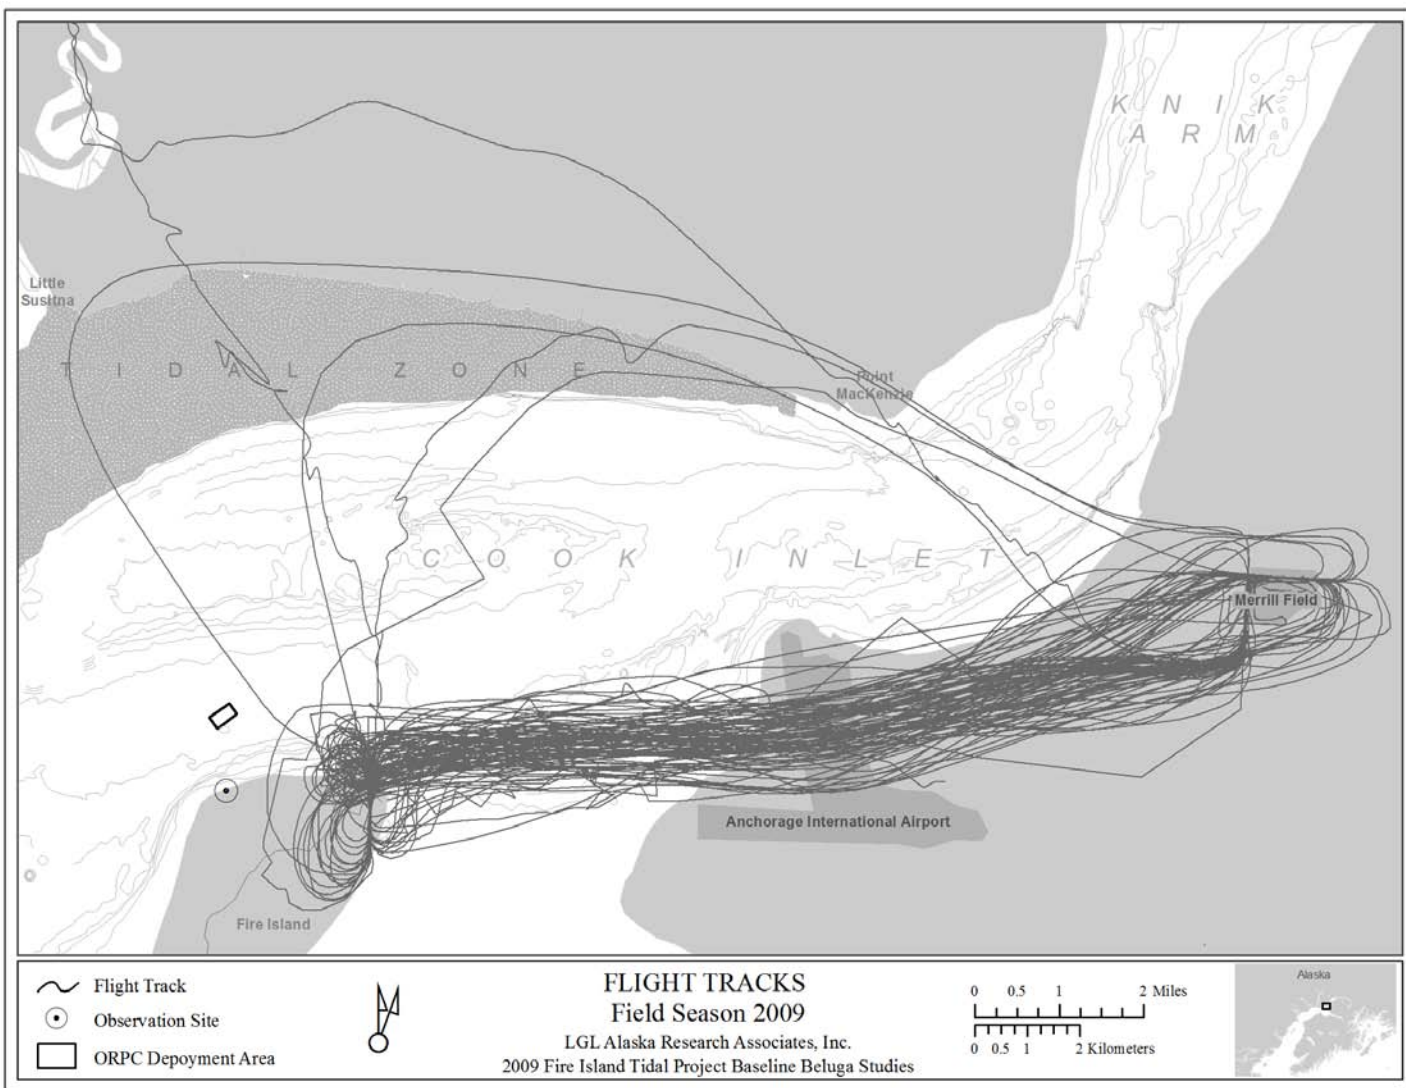 K N I K
A R M
Little
Susitna
T I D A L Z O N E
Point
MacKenzie
C O O K I N L E T
Merrill Field
Anchorage International Airport
Fire Island
Flight Track
Observation Site
ORPC Depoyment Area
N
FLIGHT TRACKS
Field Season 2009
LGL Alaska Research Associates, Inc.
2009 Fire Island Tidal Project Baseline Beluga Studies
0 0.5 1 2 Miles
0 0.5 1 2 Kilometers
Alaska